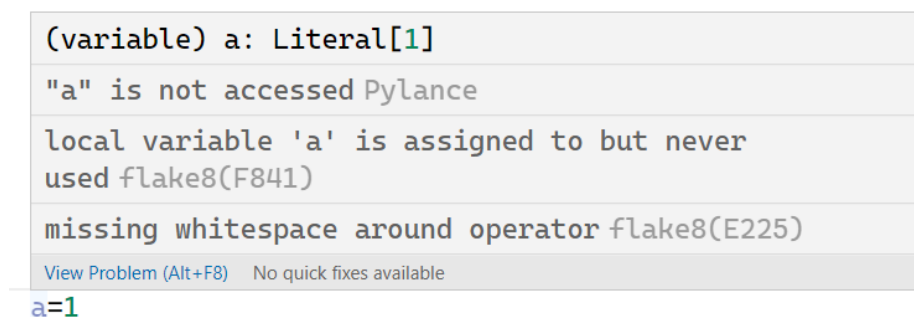 (variable) a: Literal[1]
"a" is not accessed Pylance
local variable 'a' is assigned to but never
used flake8(F841)
missing whitespace around operator flake8(E225)
View Problem (Alt+F8) No quick fixes available
a=1